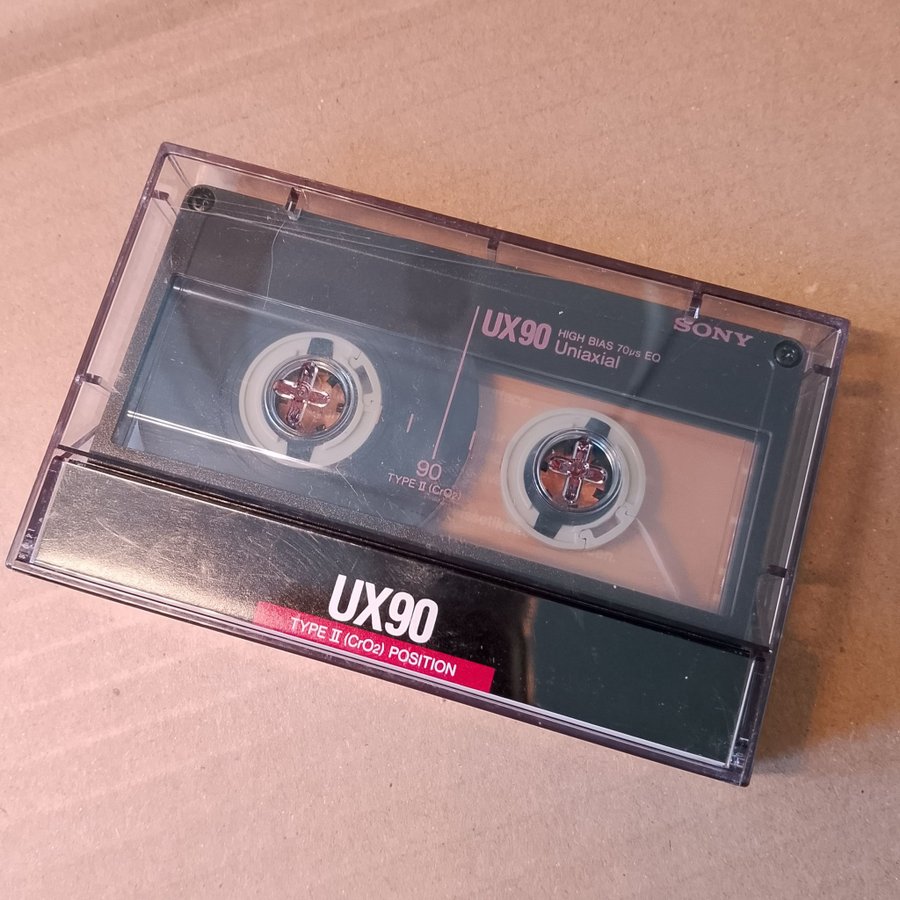 SONY
UX90 HIGH BIAS 70μs EQ
Uniaxial
90
TYPE II (CrO2)
UX90
TYPE II (CrO2) POSITION